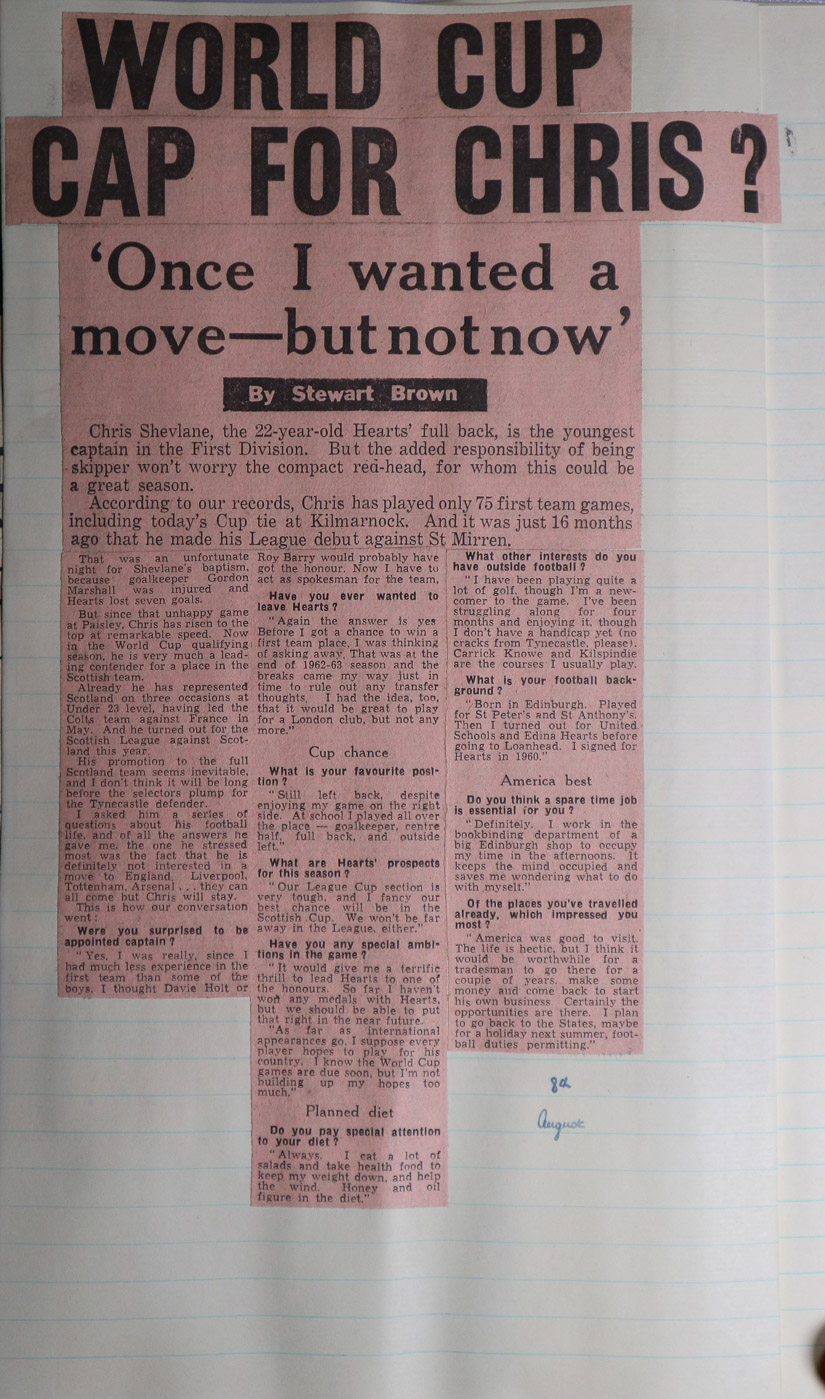 WORLD CUP
CAP FOR CHRIS?
‘Once I wanted a
move—but not now’
By Stewart Brown
Chris Shevlane, the 22-year-old Hearts' full back, is the youngest
captain in the First Division. But the added responsibility of being
skipper won't worry the compact red-head, for whom this could be
a great season.
According to our records, Chris has played only 75 first team games,
including today's Cup tie at Kilmarnock. And it was just 16 months
ago that he made his League debut against St Mirren.
That was an unfortunate
night for Shevlane's baptism,
because goalkeeper Gordon
Marshall was injured and
Hearts lost seven goals.
But since that unhappy game
at Paisley, Chris has risen to the
top at remarkable speed. Now
in the World Cup qualifying
season, he is very much a lead-
ing contender for a place in the
Scottish team.
Already he has represented
Scotland on three occasions at
Under 23 level, having led the
Colts team against France in
May. And he turned out for the
Scottish League against Scot-
land this year.
His promotion to the full
Scotland team seems inevitable,
and I don't think it will be long
before the selectors plump for
the Tynecastle defender.
I asked him a series of
questions about his football
life, and of all the answers he
gave me, the one he stressed
most was the fact that he is
definitely not interested in a
move to England. Liverpool,
Tottenham, Arsenal . . . they can
all come but Chris will stay.
This is how our conversation
went:
Were you surprised to be
appointed captain?
"Yes, I was really, since I
had much less experience in the
first team than some of the
boys. I thought Davie Holt or
Roy Barry would probably have
got the honour. Now I have to
act as spokesman for the team.
Have you ever wanted to
leave Hearts?
"Again the answer is yes
Before I got a chance to win a
first team place, I was thinking
of asking away. That was at the
end of 1962-63 season and the
breaks came my way just in
time to rule out any transfer
thoughts. I had the idea, too,
that it would be great to play
for a London club, but not any
more."
Cup chance
What is your favourite posi-
tion?
"Still left back, despite
enjoying my game on the right
side. At school I played all over
the place — goalkeeper, centre
half, full back, and outside
left."
What are Hearts' prospects
for this season?
"Our League Cup section is
very tough, and I fancy our
best chance will be in the
Scottish Cup. We won't be far
away in the League, either."
Have you any special ambi-
tions in the game?
"It would give me a terrific
thrill to lead Hearts to one of
the honours. So far I haven't
won any medals with Hearts,
but we should be able to put
that right in the near future.
"As far as international
appearances go, I suppose every
player hopes to play for his
country. I know the World Cup
games are due soon, but I'm not
building up my hopes too
much."
Planned diet
Do you pay special attention
to your diet?
"Always. I eat a lot of
salads and take health food to
keep my weight down, and help
the wind. Honey and oil
figure in the diet."
What other interests do you
have outside football?
"I have been playing quite a
lot of golf, though I'm a new-
comer to the game. I've been
struggling along for four
months and enjoying it, though
I don't have a handicap yet (no
cracks from Tynecastle, please).
Carrick Knowe and Kilspindie
are the courses I usually play.
What is your football back-
ground?
"Born in Edinburgh. Played
for St Peter's and St Anthony's.
Then I turned out for United
Schools and Edina Hearts before
going to Loanhead. I signed for
Hearts in 1960."
America best
Do you think a spare time job
is essential for you?
"Definitely. I work in the
bookbinding department of a
big Edinburgh shop to occupy
my time in the afternoons. It
keeps the mind occupied and
saves me wondering what to do
with myself."
Of the places you've travelled
already, which impressed you
most?
"America was good to visit.
The life is hectic, but I think it
would be worthwhile for a
tradesman to go there for a
couple of years, make some
money and come back to start
his own business. Certainly the
opportunities are there. I plan
to go back to the States, maybe
for a holiday next summer, foot-
ball duties permitting."
August